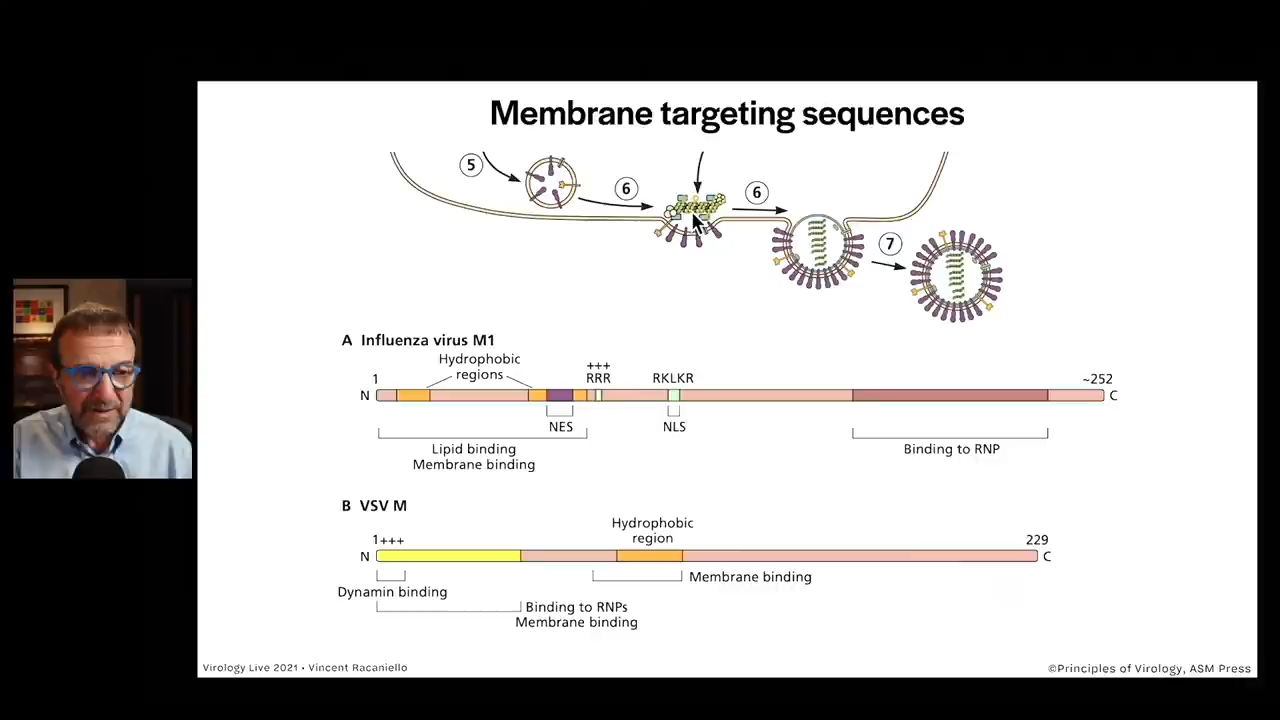 Membrane targeting sequences
5
6
6
7
A Influenza virus M1
Hydrophobic
regions
1
+++
RRR
RKLKR
~252
N
C
NES
NLS
Lipid binding
Membrane binding
Binding to RNP
B VSV M
Hydrophobic
region
1+++
229
N
C
Dynamin binding
Membrane binding
Binding to RNPs
Membrane binding
Virology Live 2021 • Vincent Racaniello
©Principles of Virology, ASM Press